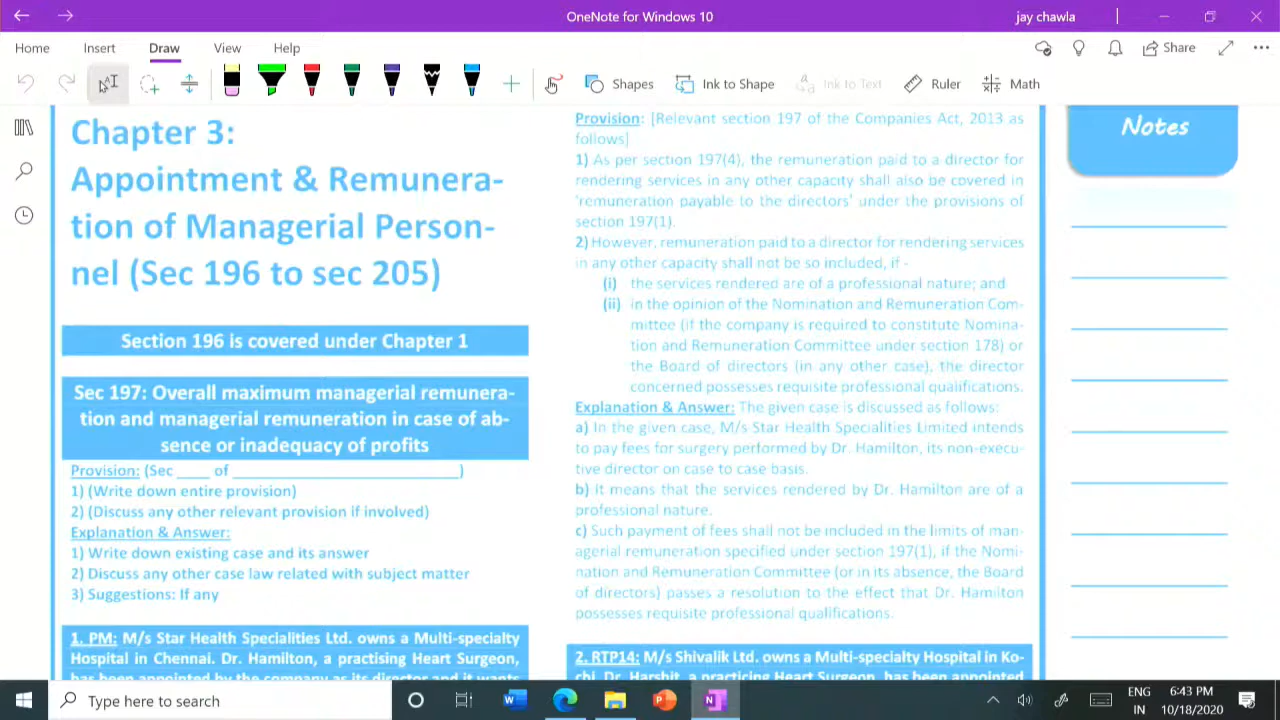 OneNote for Windows 10
jay chawla
Home Insert Draw View Help
Share
Shapes
Ink to Shape
Ink to Text
Ruler
Math
Chapter 3:
Appointment & Remunera-
tion of Managerial Person-
nel (Sec 196 to sec 205)
Section 196 is covered under Chapter 1
Sec 197: Overall maximum managerial remunera-
tion and managerial remuneration in case of ab-
sence or inadequacy of profits
Provision: (Sec ____ of __________________________)
1) (Write down entire provision)
2) (Discuss any other relevant provision if involved)
Explanation & Answer:
1) Write down existing case and its answer
2) Discuss any other case law related with subject matter
3) Suggestions: If any
1. PM: M/s Star Health Specialities Ltd. owns a Multi-specialty
Hospital in Chennai. Dr. Hamilton, a practising Heart Surgeon,
has been appointed by the company as its director and it wants
Provision: [Relevant section 197 of the Companies Act, 2013 as
follows]
1) As per section 197(4), the remuneration paid to a director for
rendering services in any other capacity shall also be covered in
'remuneration payable to the directors' under the provisions of
section 197(1).
2) However, remuneration paid to a director for rendering services
in any other capacity shall not be so included, if -
(i) the services rendered are of a professional nature; and
(ii) in the opinion of the Nomination and Remuneration Com-
mittee (if the company is required to constitute Nomina-
tion and Remuneration Committee under section 178) or
the Board of directors (in any other case), the director
concerned possesses requisite professional qualifications.
Explanation & Answer: The given case is discussed as follows:
a) In the given case, M/s Star Health Specialities Limited intends
to pay fees for surgery performed by Dr. Hamilton, its non-execu-
tive director on case to case basis.
b) It means that the services rendered by Dr. Hamilton are of a
professional nature.
c) Such payment of fees shall not be included in the limits of man-
agerial remuneration specified under section 197(1), if the Nomi-
nation and Remuneration Committee (or in its absence, the Board
of directors) passes a resolution to the effect that Dr. Hamilton
possesses requisite professional qualifications.
2. RTP14: M/s Shivalik Ltd. owns a Multi-specialty Hospital in Ko-
chi. Dr. Harshit, a practicing Heart Surgeon, has been appointed
Notes
Type here to search
ENG
IN
6:43 PM
10/18/2020